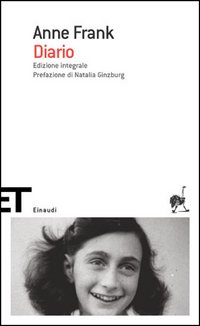 Anne Frank
Diario
Edizione integrale
Prefazione di Natalia Ginzburg
ET
Einaudi